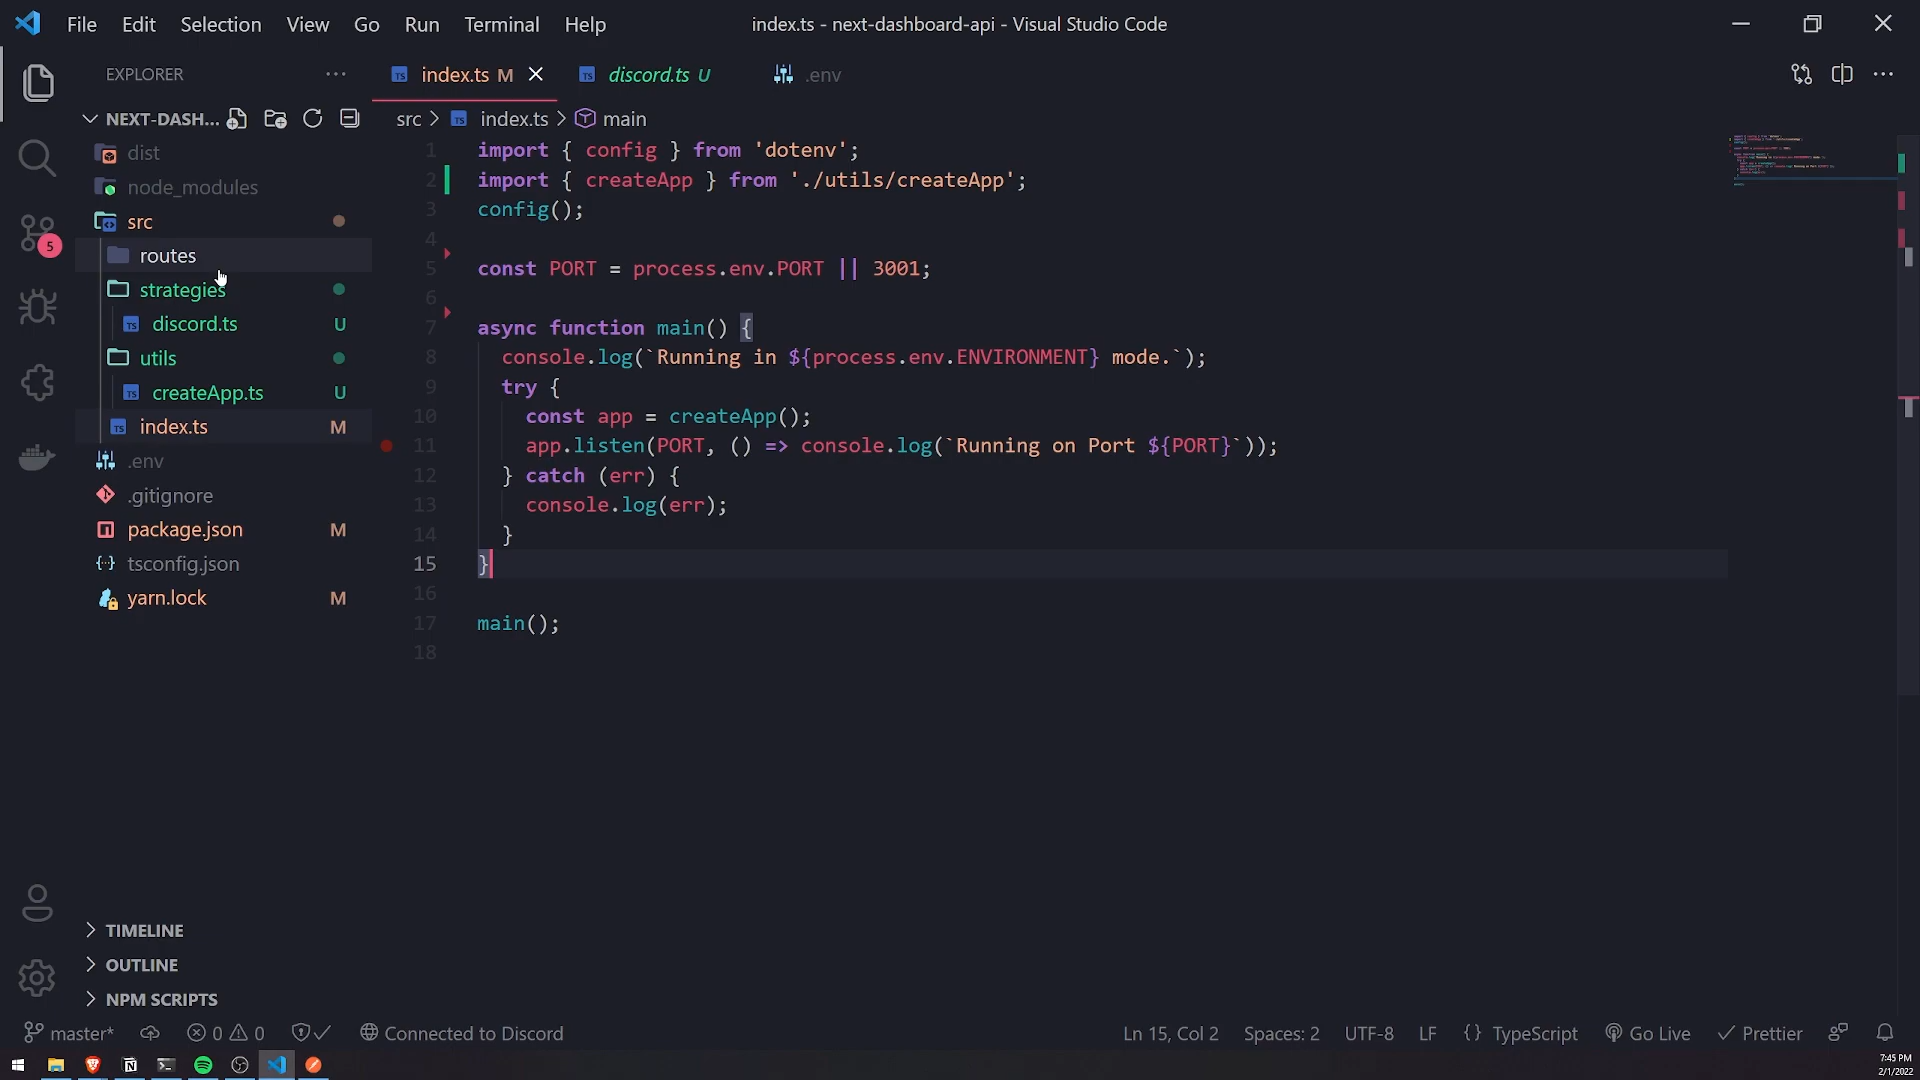 File Edit Selection View Go Run Terminal Help
index.ts - next-dashboard-api - Visual Studio Code
EXPLORER
index.ts M
discord.ts U
.env
NEXT-DASH...
src > index.ts > main
dist
node_modules
src
routes
strategies
discord.ts U
utils
createApp.ts U
index.ts M
.env
.gitignore
package.json M
tsconfig.json
yarn.lock M
5
1 import { config } from 'dotenv';
2 import { createApp } from './utils/createApp';
3 config();
4
5 const PORT = process.env.PORT || 3001;
6
7 async function main() {
8 console.log(`Running in ${process.env.ENVIRONMENT} mode.`);
9 try {
10 const app = createApp();
11 app.listen(PORT, () => console.log(`Running on Port ${PORT}`));
12 } catch (err) {
13 console.log(err);
14 }
15 }
16
17 main();
18
TIMELINE
OUTLINE
NPM SCRIPTS
master* 0 0 Connected to Discord
Ln 15, Col 2 Spaces: 2 UTF-8 LF {} TypeScript Go Live Prettier
7:45 PM
2/1/2022